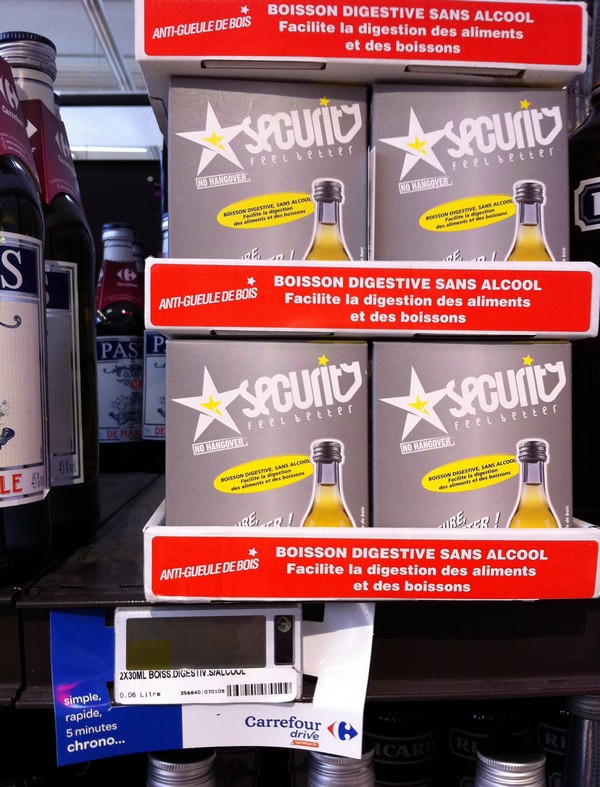 BOISSON DIGESTIVE SANS ALCOOL
ANTI-GUEULE DE BOIS
Facilite la digestion des aliments
et des boissons
security
feel better
NO HANGOVER
BOISSON DIGESTIVE, SANS ALCOOL
Facilite la digestion
des aliments et des boissons
security
feel better
NO HANGOVER
BOISSON DIGESTIVE, SANS ALCOOL
Facilite la digestion
des aliments et des boissons
BOISSON DIGESTIVE SANS ALCOOL
ANTI-GUEULE DE BOIS
Facilite la digestion des aliments
et des boissons
security
feel better
NO HANGOVER
BOISSON DIGESTIVE, SANS ALCOOL
Facilite la digestion
des aliments et des boissons
security
feel better
NO HANGOVER
BOISSON DIGESTIVE, SANS ALCOOL
Facilite la digestion
des aliments et des boissons
BOISSON DIGESTIVE SANS ALCOOL
ANTI-GUEULE DE BOIS
Facilite la digestion des aliments
et des boissons
S
PAS
P
LE
2X30ML BOISS.DIGESTIV.S/ALCOOL
0.06 Litre
simple,
rapide,
5 minutes
chrono...
Carrefour
drive
RICARD